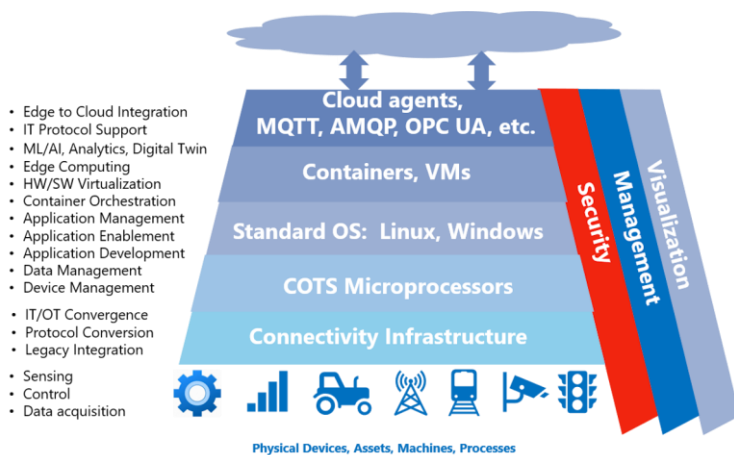 • Edge to Cloud Integration
• IT Protocol Support
• ML/AI, Analytics, Digital Twin
• Edge Computing
• HW/SW Virtualization
• Container Orchestration
• Application Management
• Application Enablement
• Application Development
• Data Management
• Device Management
• IT/OT Convergence
• Protocol Conversion
• Legacy Integration
• Sensing
• Control
• Data acquisition
Cloud agents,
MQTT, AMQP, OPC UA, etc.
Containers, VMs
Standard OS: Linux, Windows
COTS Microprocessors
Connectivity Infrastructure
Security
Management
Visualization
Physical Devices, Assets, Machines, Processes